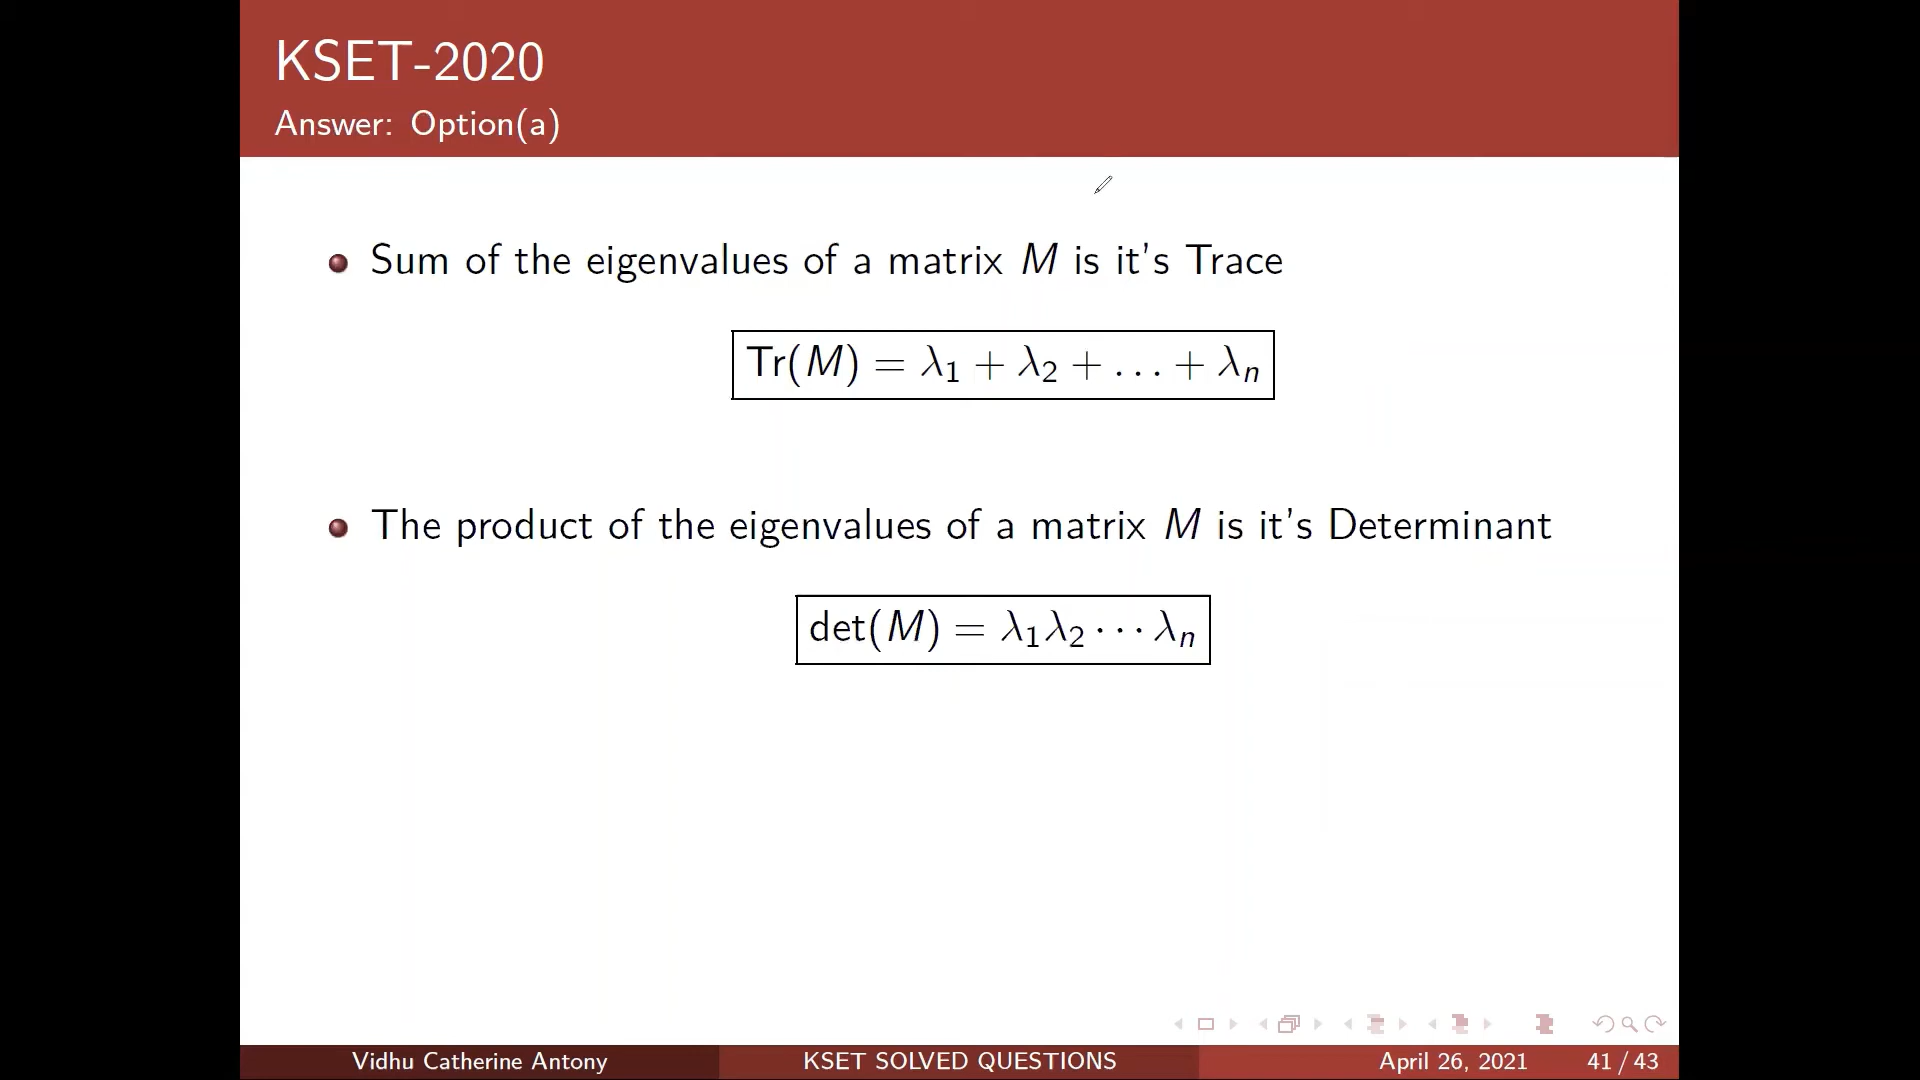 KSET-2020
Answer: Option(a)
Sum of the eigenvalues of a matrix M is it's Trace
Tr(M) = λ₁ + λ₂ + . . . + λₙ
The product of the eigenvalues of a matrix M is it's Determinant
det(M) = λ₁λ₂ · · · λₙ
Vidhu Catherine Antony KSET SOLVED QUESTIONS April 26, 2021 41 / 43